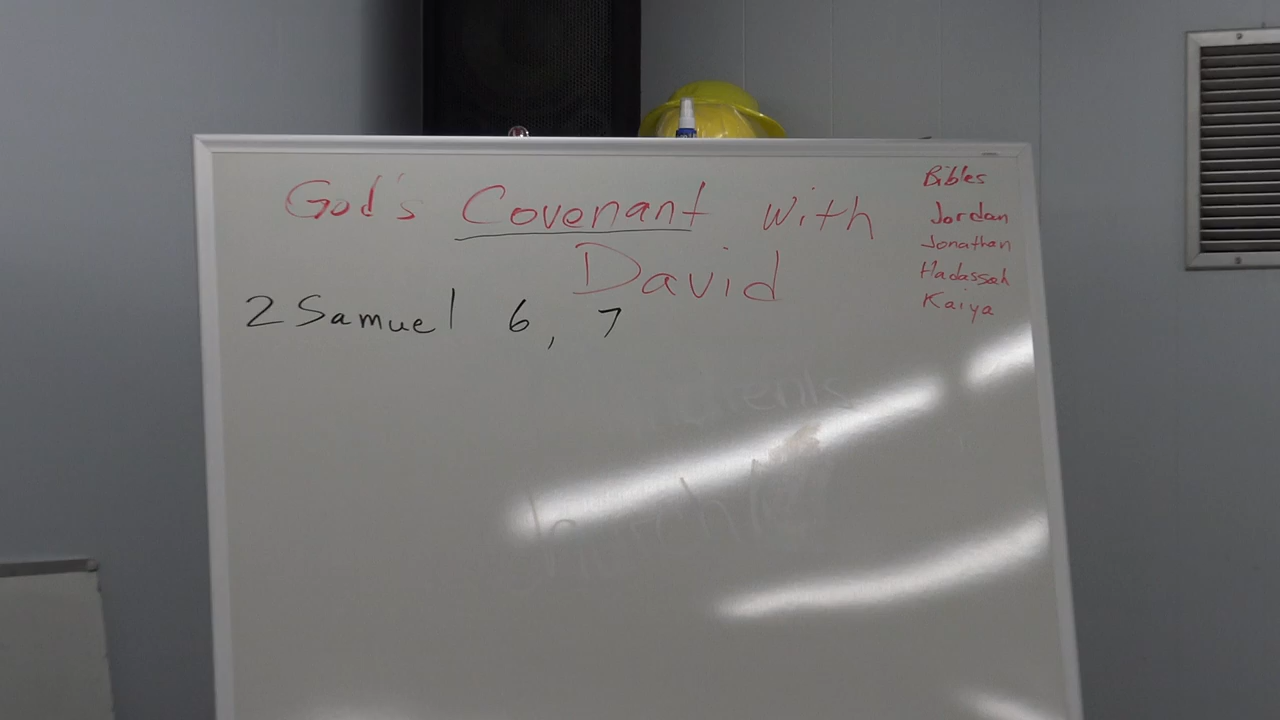 God's Covenant with
David
2 Samuel 6, 7
Bibles
Jordan
Jonathan
Hadassah
Kaiya